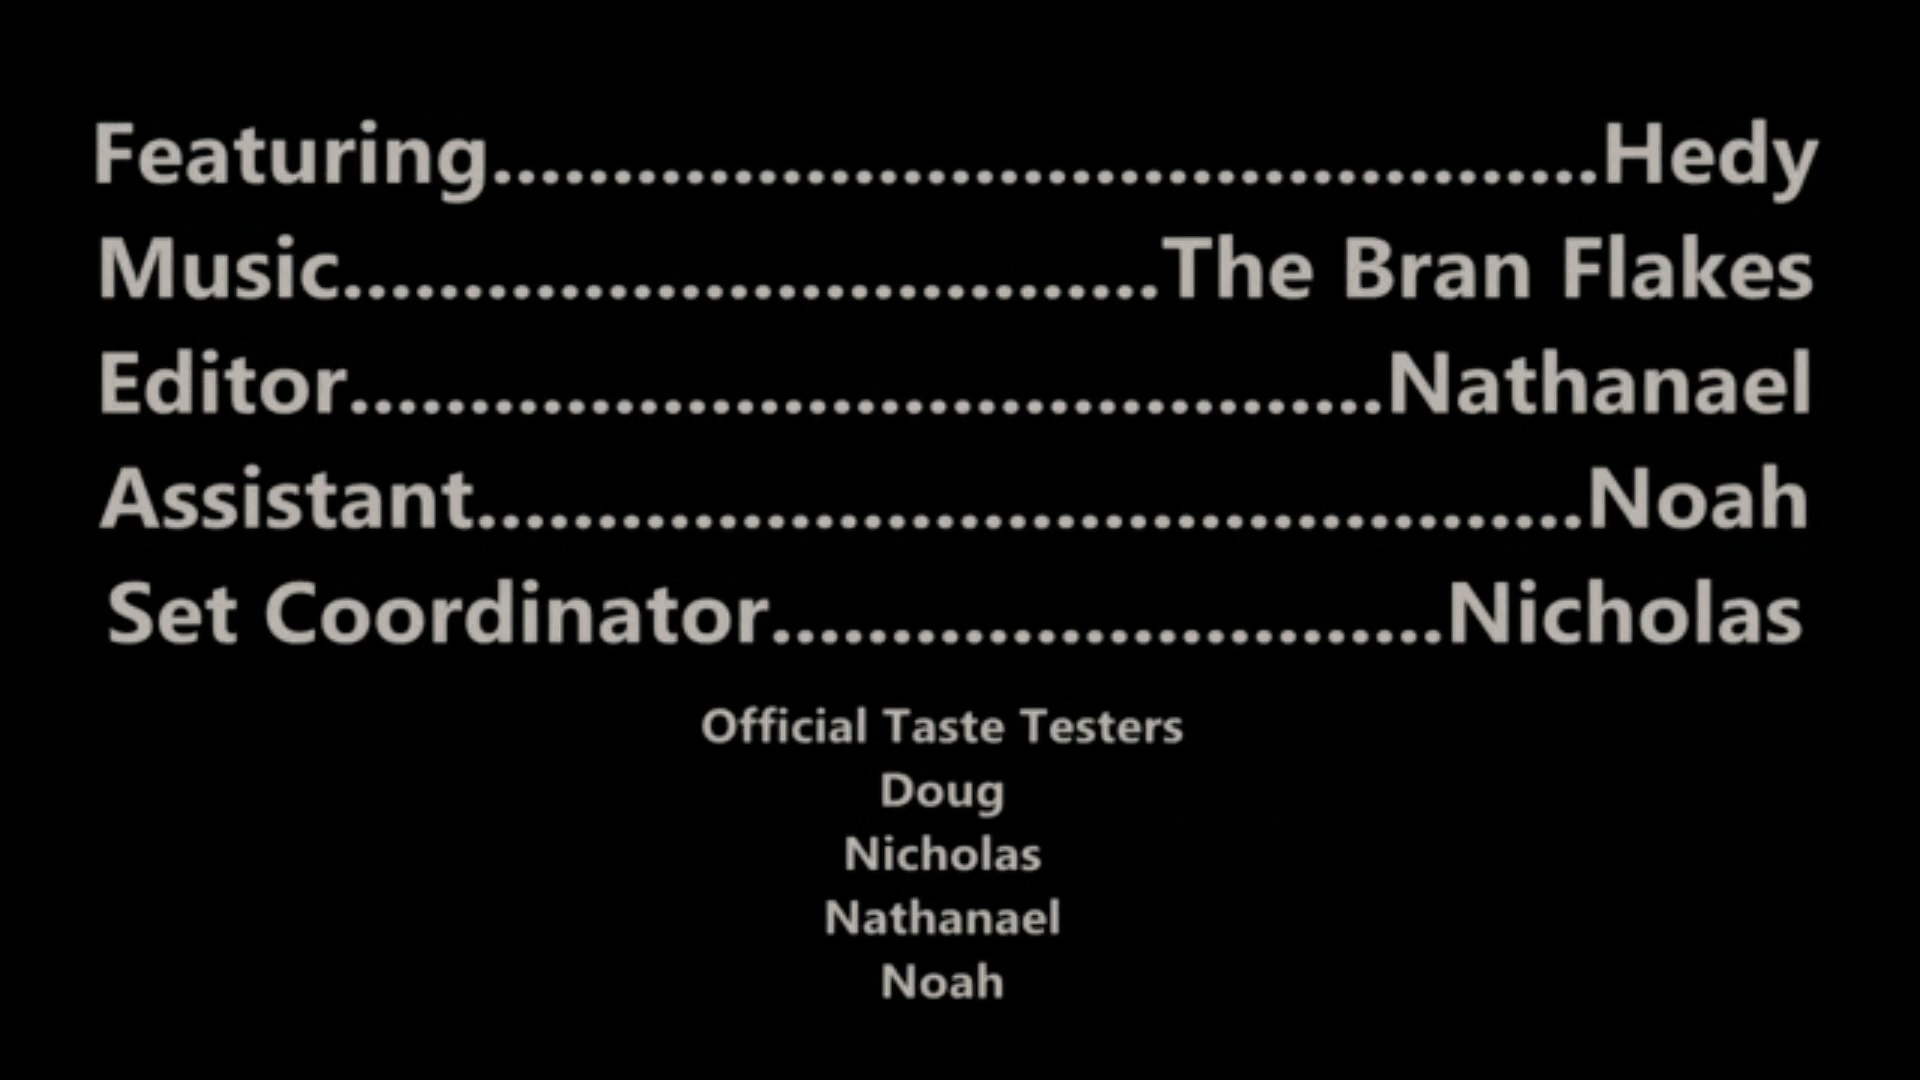 Featuring..............................................Hedy
Music..................................The Bran Flakes
Editor...........................................Nathanael
Assistant..............................................Noah
Set Coordinator............................Nicholas
Official Taste Testers
Doug
Nicholas
Nathanael
Noah